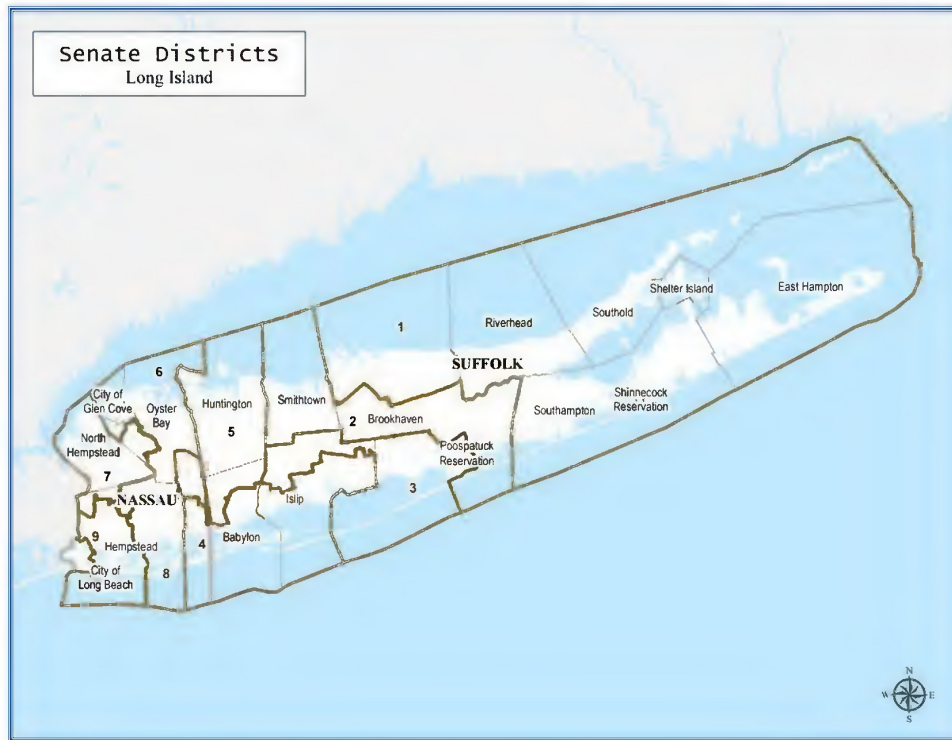 Senate Districts
Long Island
1
Riverhead
Southold
Shelter Island
East Hampton
SUFFOLK
6
City of
Glen Cove
Oyster
Bay
Huntington
Smithtown
5
2
Brookhaven
Southampton
Shinnecock
Reservation
North
Hempstead
7
NASSAU
Poospatuck
Reservation
3
Islip
9
Hempstead
4
Babylon
City of
Long Beach
8
N
W
E
S